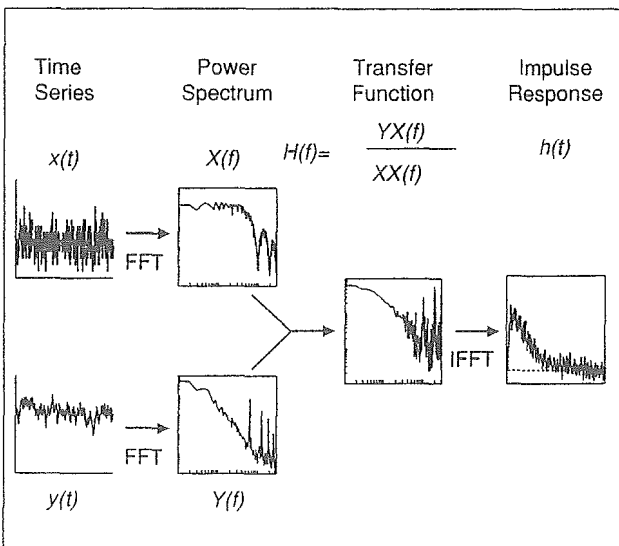 Time Series
Power Spectrum
Transfer Function
Impulse Response
x(t)
X(f)
H(f)= YX(f)
XX(f)
h(t)
FFT
IFFT
FFT
y(t)
Y(f)